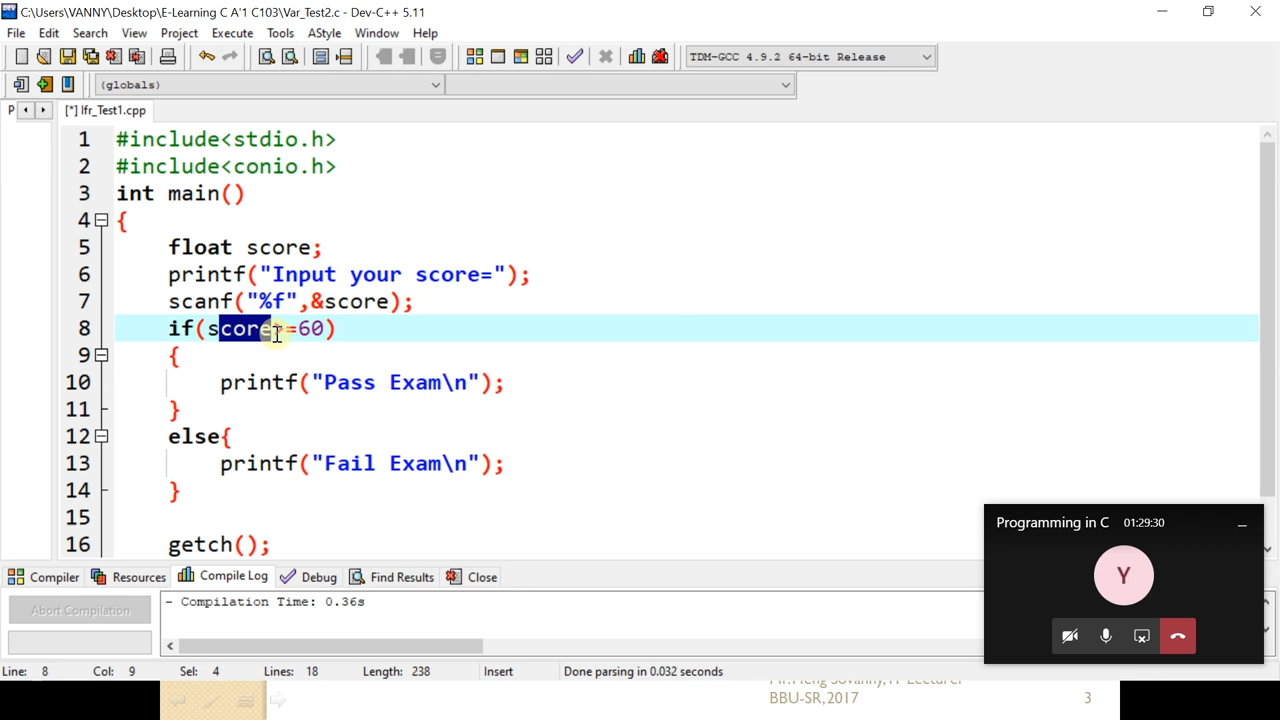 C:\Users\VANNY\Desktop\E-Learning C A'1 C103\Var_Test2.c - Dev-C++ 5.11
File Edit Search View Project Execute Tools AStyle Window Help
TDM-GCC 4.9.2 64-bit Release
(globals)
P [*] Ifr_Test1.cpp
1 #include<stdio.h>
2 #include<conio.h>
3 int main()
4 {
5 float score;
6 printf("Input your score=");
7 scanf("%f",&score);
8 if(score>=60)
9 {
10 printf("Pass Exam\n");
11 }
12 else{
13 printf("Fail Exam\n");
14 }
15
16 getch();
Programming in C 01:29:30
Y
Compiler Resources Compile Log Debug Find Results Close
Abort Compilation
- Compilation Time: 0.36s
Line: 8 Col: 9 Sel: 4 Lines: 18 Length: 238 Insert Done parsing in 0.032 seconds
BBU-SR,2017
3